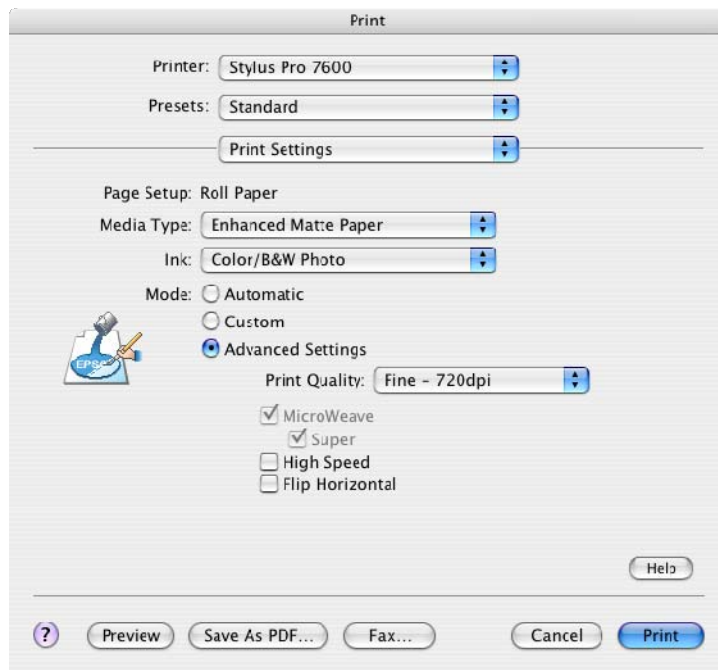 Print
Printer: Stylus Pro 7600
Presets: Standard
Print Settings
Page Setup: Roll Paper
Media Type: Enhanced Matte Paper
Ink: Color/B&W Photo
Mode: Automatic
Custom
Advanced Settings
Print Quality: Fine - 720dpi
MicroWeave
Super
High Speed
Flip Horizontal
Help
? Preview Save As PDF... Fax... Cancel Print